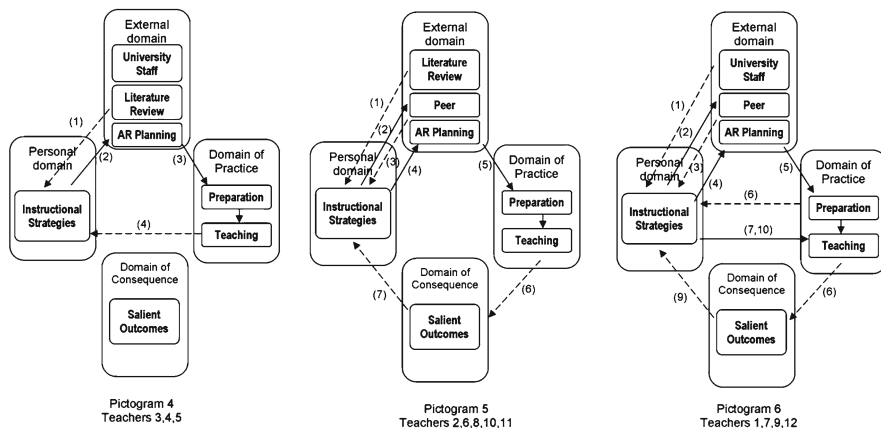 External
domain
University
Staff
Literature
Review
AR Planning
(1)
(2)
(3)
Personal
domain
Instructional
Strategies
Domain of
Practice
Preparation
Teaching
(4)
Domain of
Consequence
Salient
Outcomes
Pictogram 4
Teachers 3,4,5
External
domain
Literature
Review
Peer
AR Planning
(1)
(2)
(3)
(4)
(5)
Personal
domain
Instructional
Strategies
Domain of
Practice
Preparation
Teaching
(6)
(7)
Domain of
Consequence
Salient
Outcomes
Pictogram 5
Teachers 2,6,8,10,11
External
domain
University
Staff
Peer
AR Planning
(1)
(2)
(3)
(4)
(5)
Personal
domain
Instructional
Strategies
Domain of
Practice
Preparation
Teaching
(6)
(7,10)
(6)
(9)
Domain of
Consequence
Salient
Outcomes
Pictogram 6
Teachers 1,7,9,12